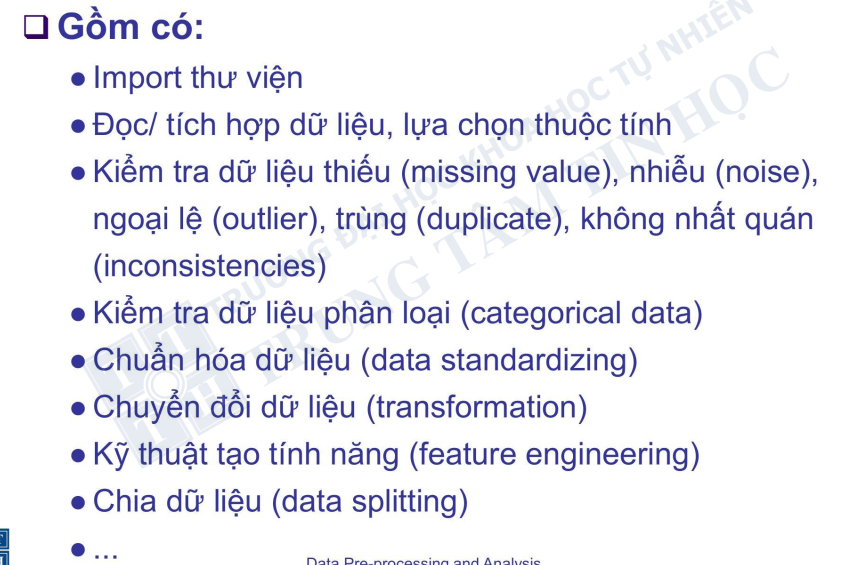 ❑ Gồm có:
● Import thư viện
● Đọc/ tích hợp dữ liệu, lựa chọn thuộc tính
● Kiểm tra dữ liệu thiếu (missing value), nhiễu (noise),
ngoại lệ (outlier), trùng (duplicate), không nhất quán
(inconsistencies)
● Kiểm tra dữ liệu phân loại (categorical data)
● Chuẩn hóa dữ liệu (data standardizing)
● Chuyển đổi dữ liệu (transformation)
● Kỹ thuật tạo tính năng (feature engineering)
● Chia dữ liệu (data splitting)
● ...
Data Pre-processing and Analysis
TRƯỜNG ĐẠI HỌC KHOA HỌC TỰ NHIÊN
TRUNG TÂM TIN HỌC